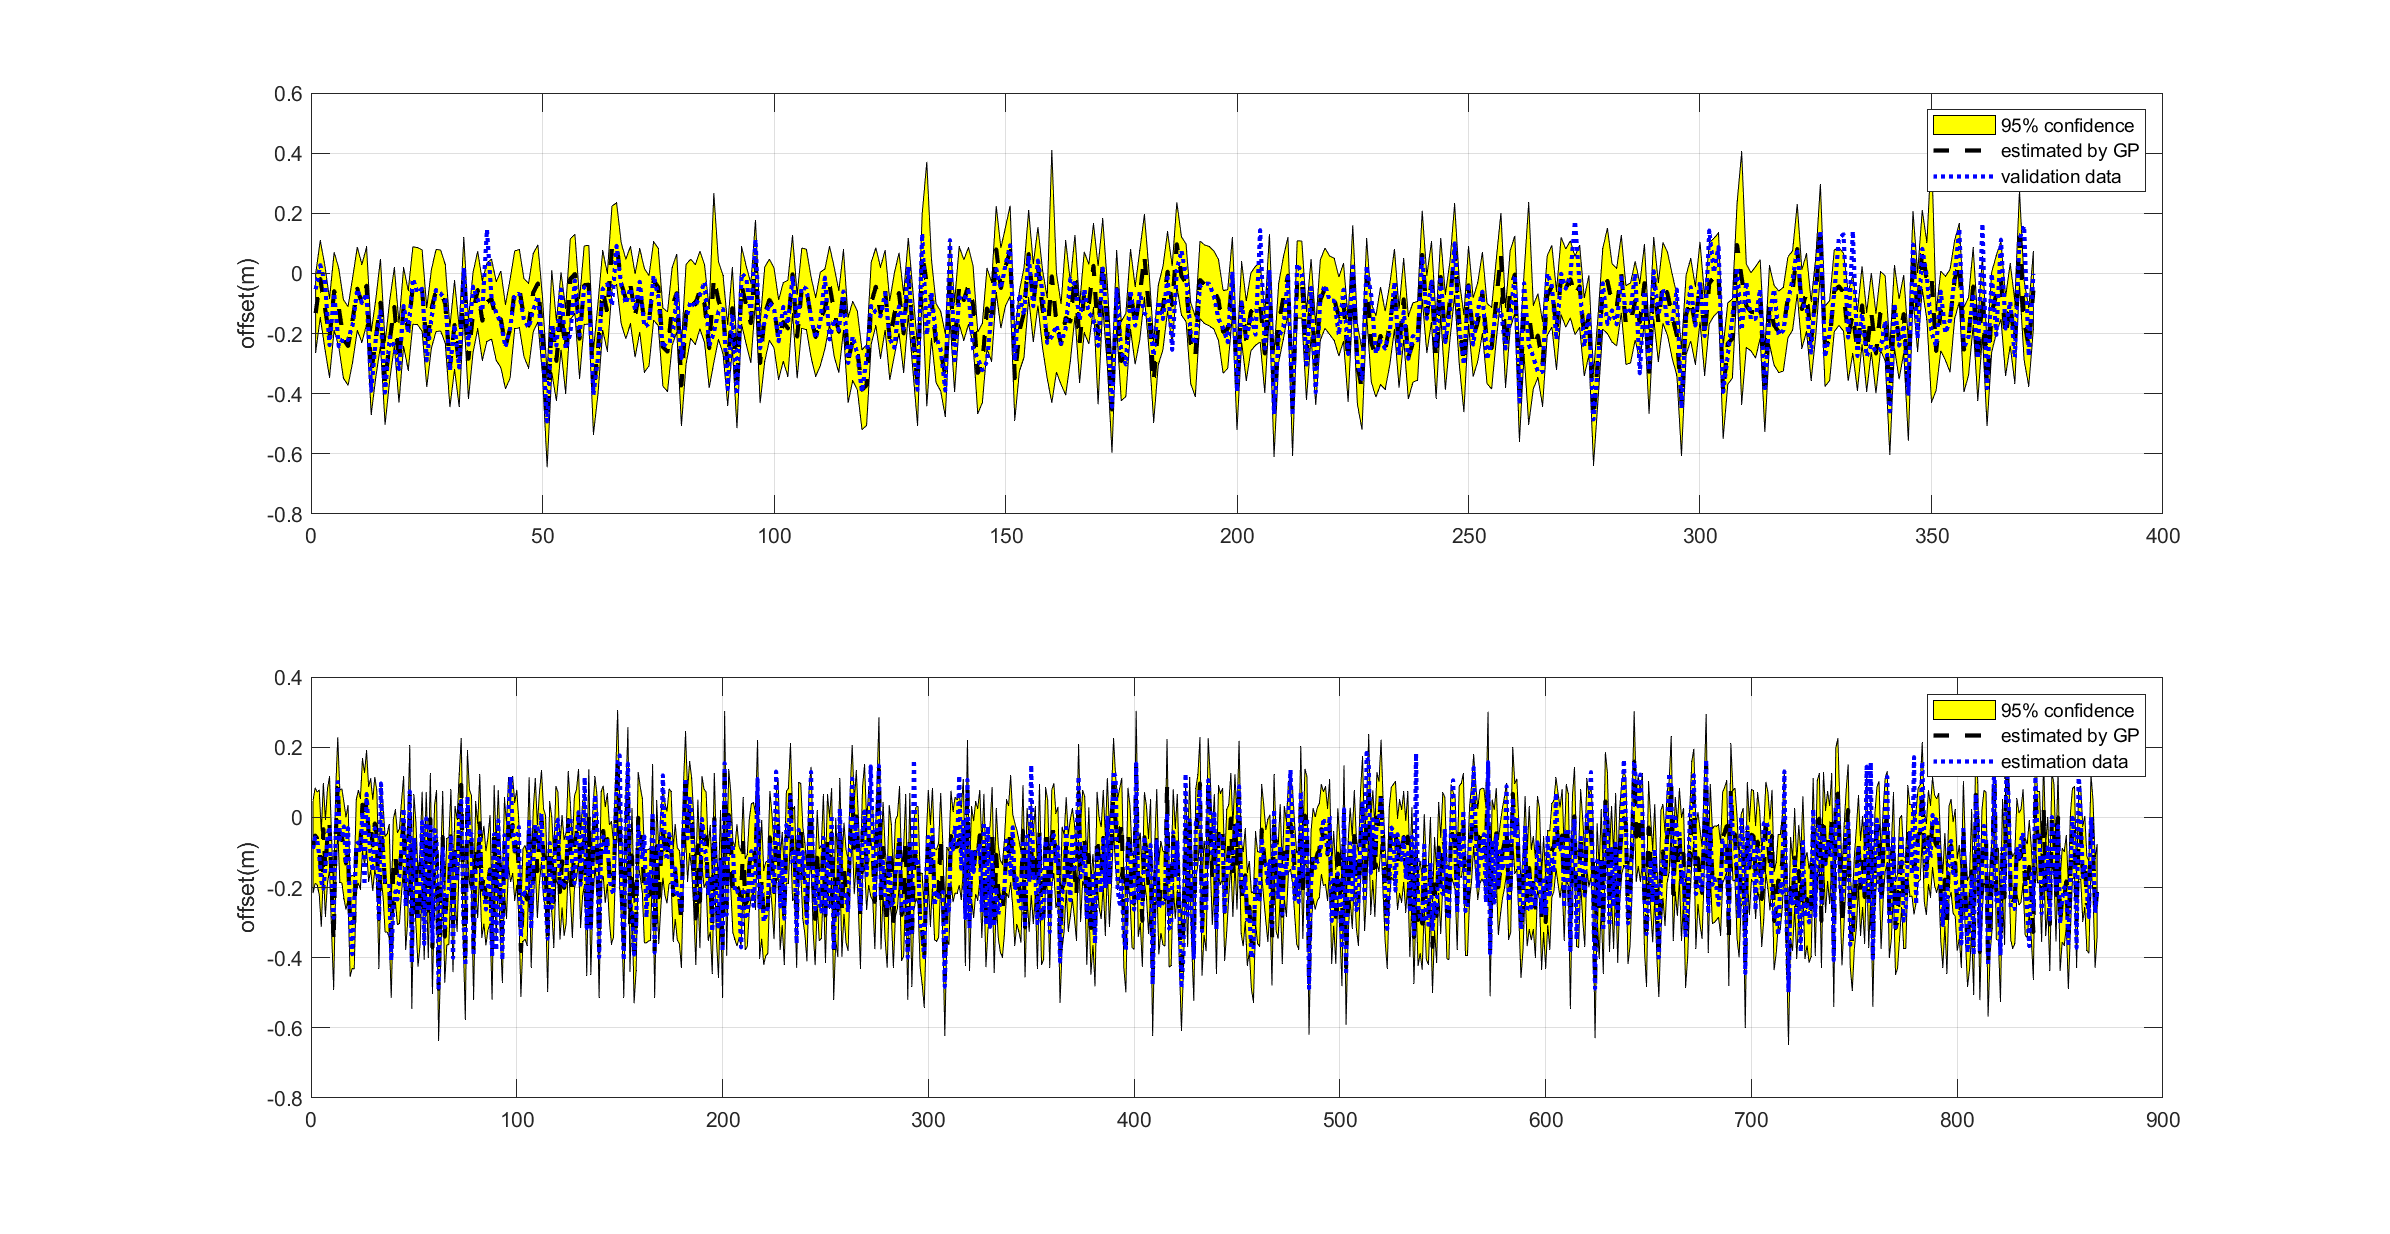 0.6
0.4
0.2
0
-0.2
-0.4
-0.6
-0.8
offset(m)
95% confidence
estimated by GP
validation data
0 50 100 150 200 250 300 350 400
0.4
0.2
0
-0.2
-0.4
-0.6
-0.8
offset(m)
95% confidence
estimated by GP
estimation data
0 100 200 300 400 500 600 700 800 900